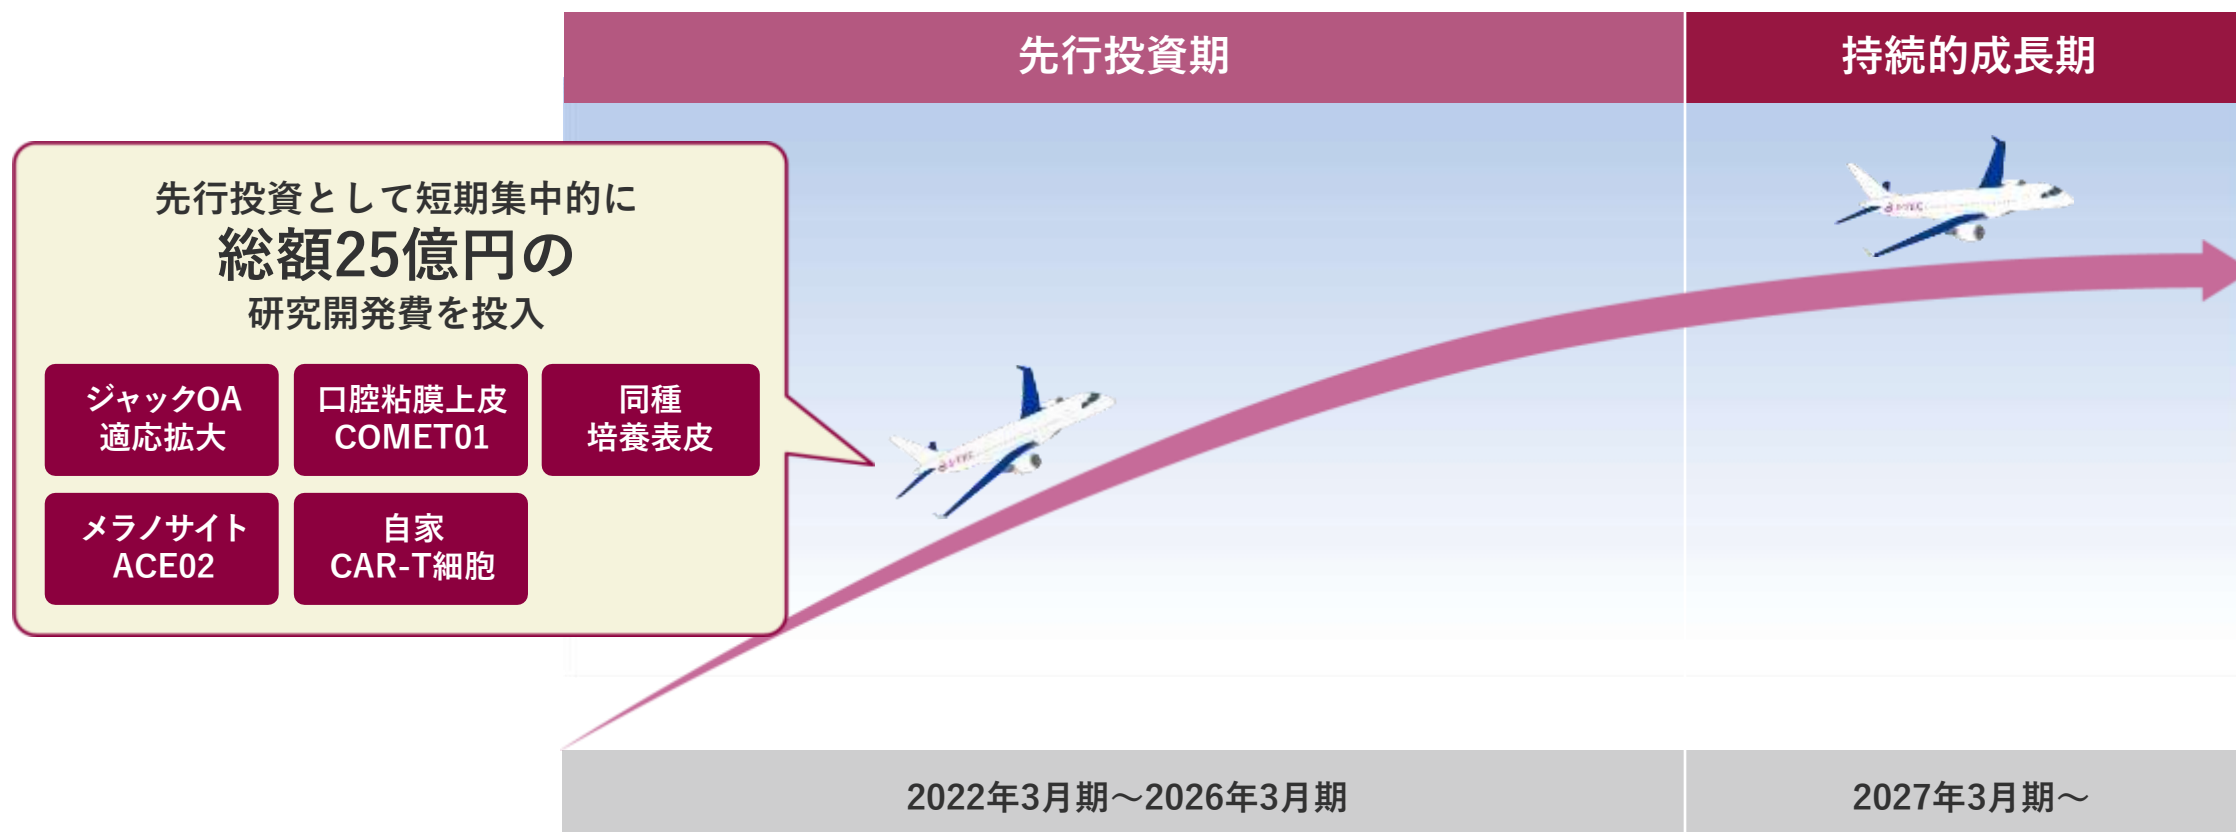 先行投資期
持続的成長期
先行投資として短期集中的に
総額25億円の
研究開発費を投入
ジャックOA
適応拡大
口腔粘膜上皮
COMET01
同種
培養表皮
メラノサイト
ACE02
自家
CAR-T細胞
2022年3月期～2026年3月期
2027年3月期～